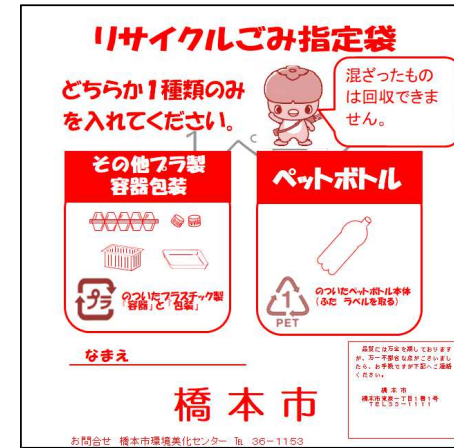 リサイクルごみ指定袋
どちらか1種類のみ
を入れてください。
混ざったもの
は回収できま
せん。
その他プラ製
容器包装
プラ
のついたプラスチック製
「容器」と「包装」
ペットボトル
1
PET
のついたペットボトル本体
(ふた ラベルを取る)
なまえ
橋本市
お問合せ 橋本市環境美化センター ℡ 36-1153
品質には万全を期しております
が、万一不都合な点がございまし
たら、お手数ですが下記へご連絡
ください。
橋本市
橋本市東家一丁目1番1号
TEL33-1111